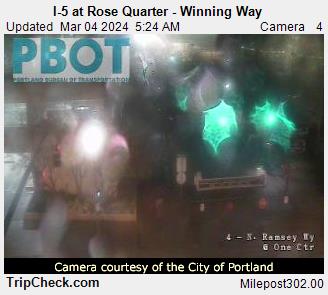 I-5 at Rose Quarter - Winning Way
Updated Mar 04 2024 5:24 AM Camera 4
PBOT
PORTLAND BUREAU OF TRANSPORTATION
4 - N. Ramsey Wy
@ One Ctr
Camera courtesy of the City of Portland
TripCheck.com Milepost302.00